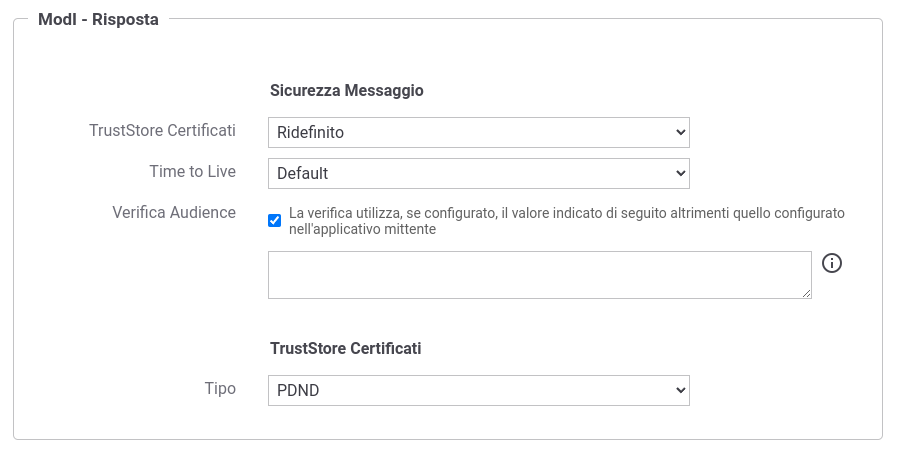 ModI - Risposta
Sicurezza Messaggio
TrustStore Certificati
Ridefinito
Time to Live
Default
Verifica Audience
La verifica utilizza, se configurato, il valore indicato di seguito altrimenti quello configurato
nell'applicativo mittente
TrustStore Certificati
Tipo
PDND